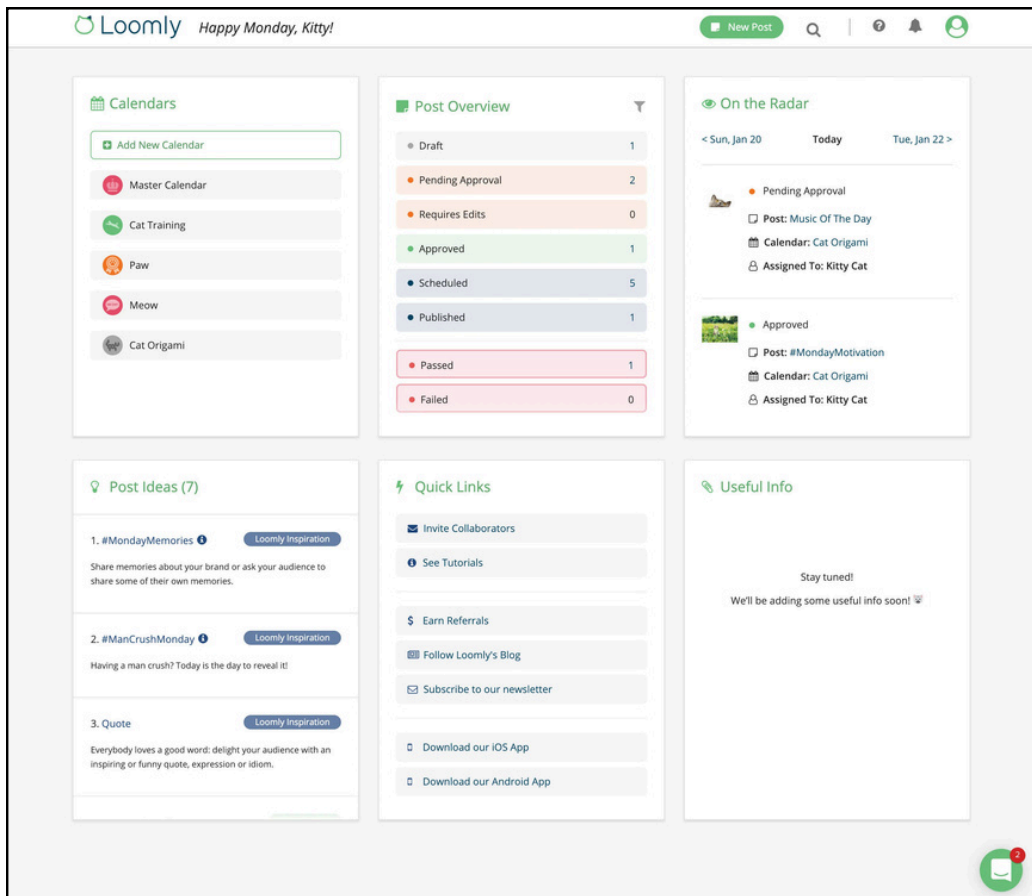 Loomly Happy Monday, Kitty!
New Post
Calendars
Add New Calendar
Master Calendar
Cat Training
Paw
Meow
Cat Origami
Post Overview
Draft 1
Pending Approval 2
Requires Edits 0
Approved 1
Scheduled 5
Published 1
Passed 1
Failed 0
On the Radar
< Sun, Jan 20 Today Tue, Jan 22 >
Pending Approval
Post: Music Of The Day
Calendar: Cat Origami
Assigned To: Kitty Cat
Approved
Post: #MondayMotivation
Calendar: Cat Origami
Assigned To: Kitty Cat
Post Ideas (7)
1. #MondayMemories Loomly Inspiration
Share memories about your brand or ask your audience to
share some of their own memories.
2. #ManCrushMonday Loomly Inspiration
Having a man crush? Today is the day to reveal it!
3. Quote Loomly Inspiration
Everybody loves a good word: delight your audience with an
inspiring or funny quote, expression or idiom.
Quick Links
Invite Collaborators
See Tutorials
$ Earn Referrals
Follow Loomly's Blog
Subscribe to our newsletter
Download our iOS App
Download our Android App
Useful Info
Stay tuned!
We'll be adding some useful info soon!
2